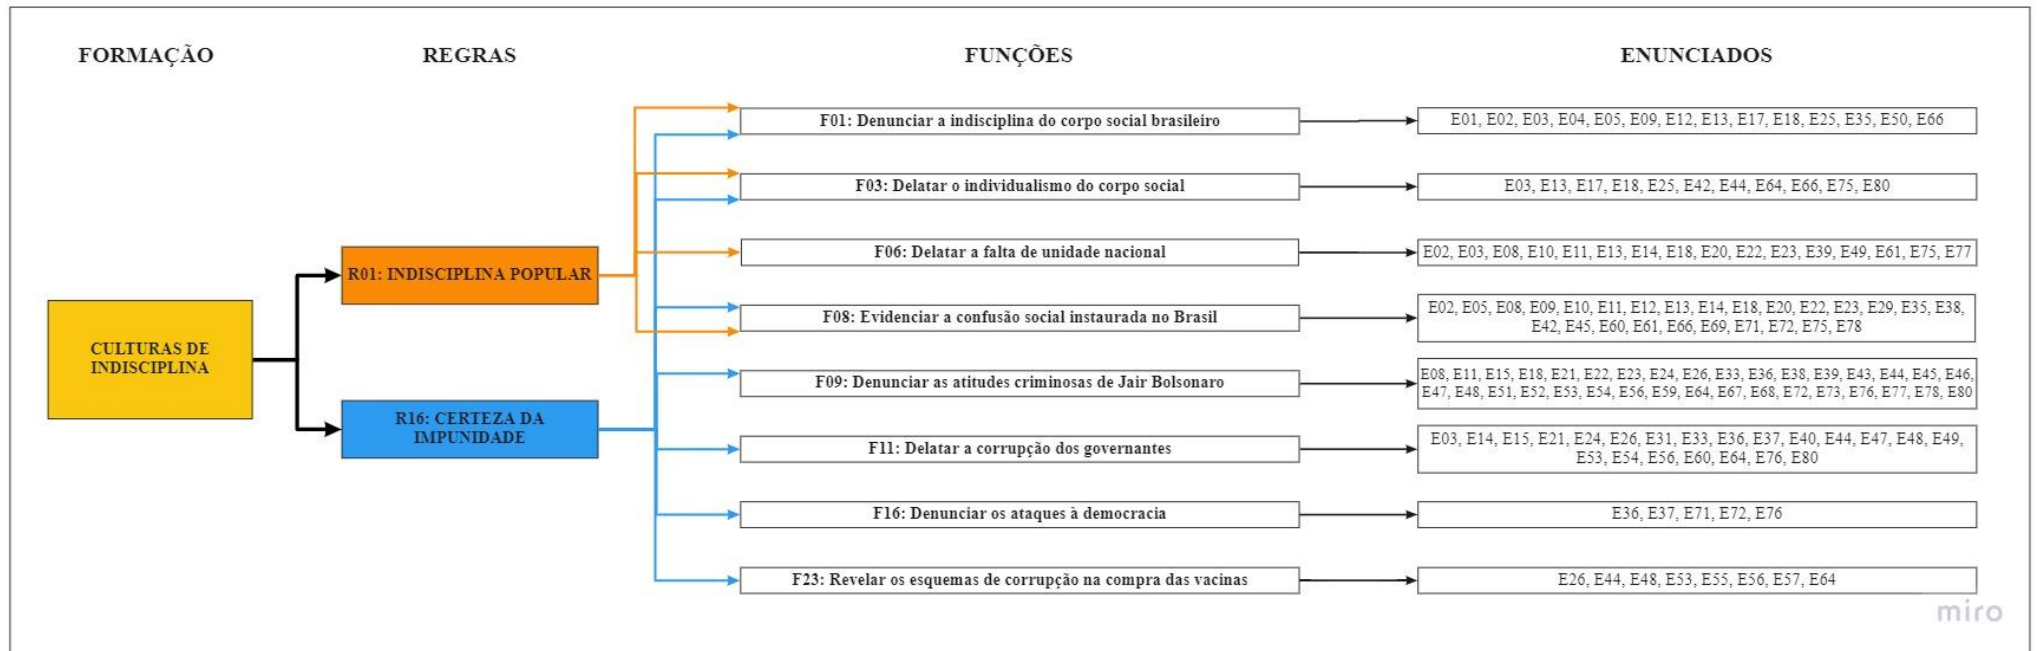 FORMAÇÃO
REGRAS
FUNÇÕES
ENUNCIADOS
CULTURAS DE
INDISCIPLINA
R01: INDISCIPLINA POPULAR
R16: CERTEZA DA
IMPUNIDADE
F01: Denunciar a indisciplina do corpo social brasileiro
E01, E02, E03, E04, E05, E09, E12, E13, E17, E18, E25, E35, E50, E66
F03: Delatar o individualismo do corpo social
E03, E13, E17, E18, E25, E42, E44, E64, E66, E75, E80
F06: Delatar a falta de unidade nacional
E02, E03, E08, E10, E11, E13, E14, E18, E20, E22, E23, E39, E49, E61, E75, E77
F08: Evidenciar a confusão social instaurada no Brasil
E02, E05, E08, E09, E10, E11, E12, E13, E14, E18, E20, E22, E23, E29, E35, E38,
E42, E45, E60, E61, E66, E69, E71, E72, E75, E78
F09: Denunciar as atitudes criminosas de Jair Bolsonaro
E08, E11, E15, E18, E21, E22, E23, E24, E26, E33, E36, E38, E39, E43, E44, E45, E46,
E47, E48, E51, E52, E53, E54, E56, E59, E64, E67, E68, E72, E73, E76, E77, E78, E80
F11: Delatar a corrupção dos governantes
E03, E14, E15, E21, E24, E26, E31, E33, E36, E37, E40, E44, E47, E48, E49,
E53, E54, E56, E60, E64, E76, E80
F16: Denunciar os ataques à democracia
E36, E37, E71, E72, E76
F23: Revelar os esquemas de corrupção na compra das vacinas
E26, E44, E48, E53, E55, E56, E57, E64
miro